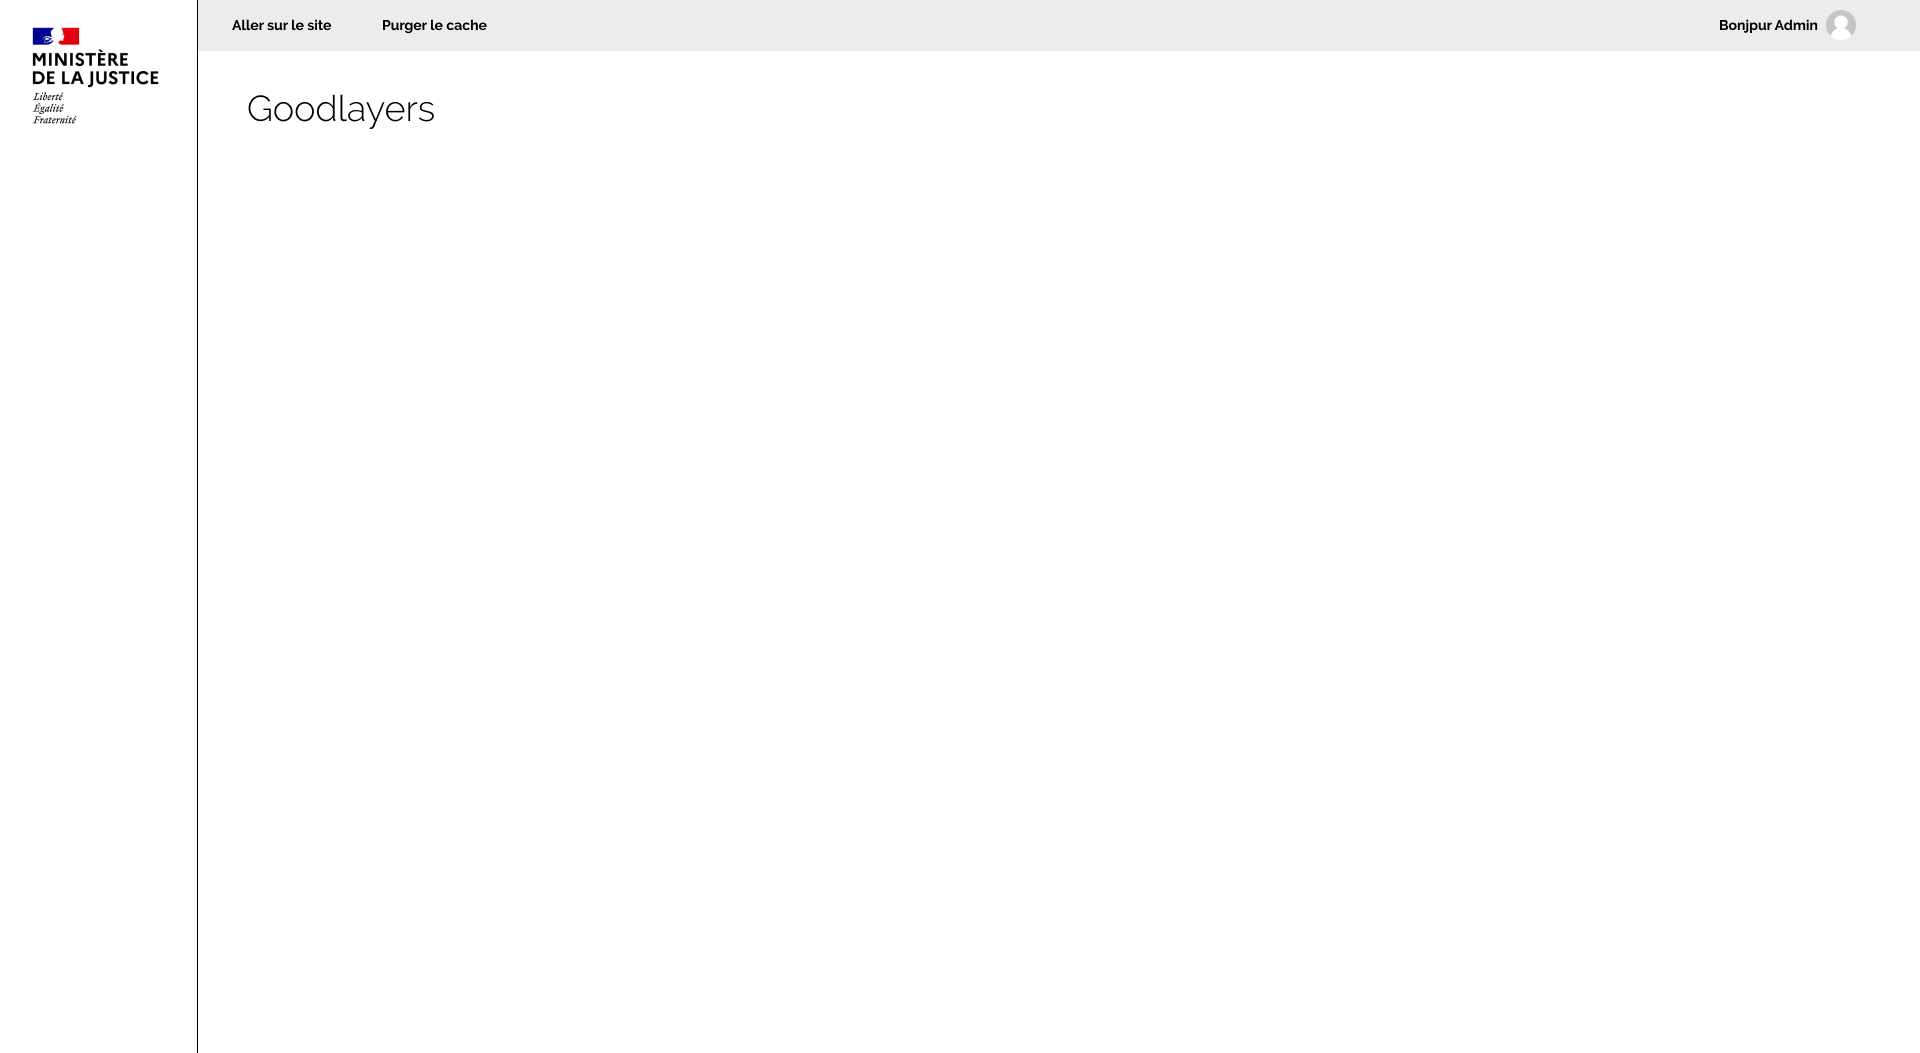 MINISTÈRE
DE LA JUSTICE
Liberté
Égalité
Fraternité
Aller sur le site
Purger le cache
Bonjpur Admin
Goodlayers